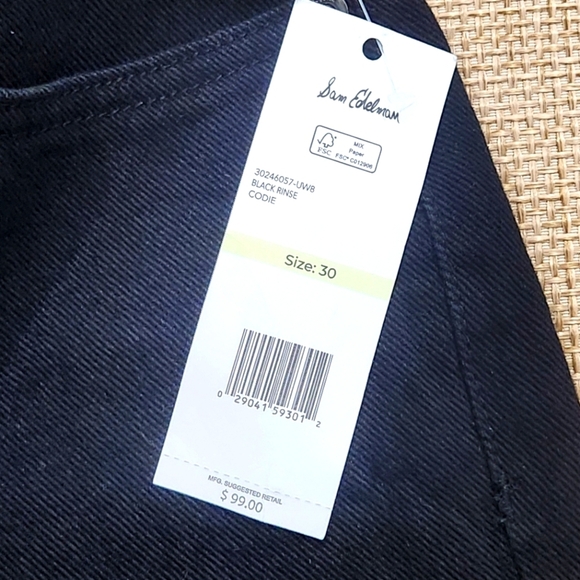 Sam Edelman
FSC
MIX
Paper
FSC® C012906
30246057-UW8
BLACK RINSE
CODIE
Size: 30
0 29041 59301 2
MFG. SUGGESTED RETAIL
$ 99.00